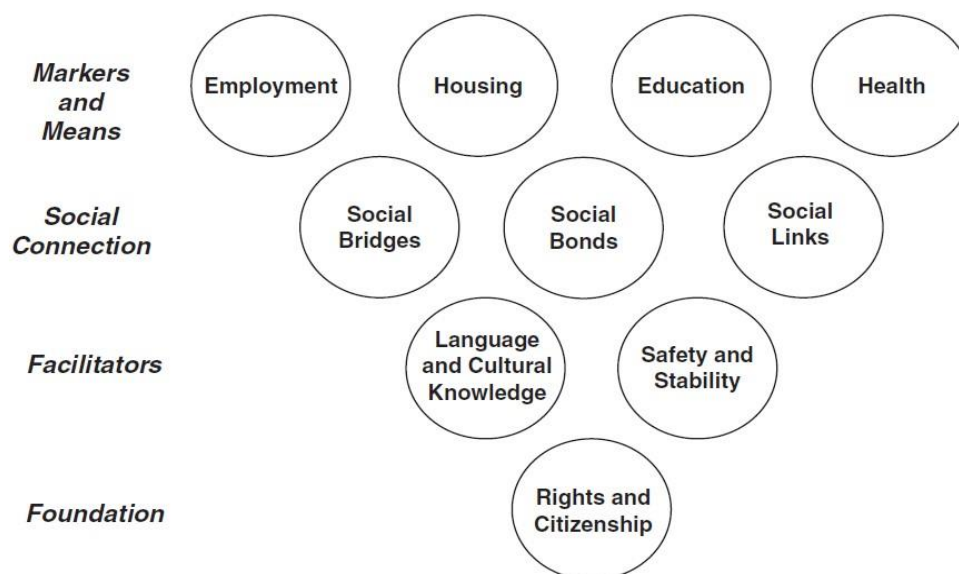 Markers
and
Means
Employment
Housing
Education
Health
Social
Connection
Social
Bridges
Social
Bonds
Social
Links
Facilitators
Language
and Cultural
Knowledge
Safety and
Stability
Foundation
Rights and
Citizenship